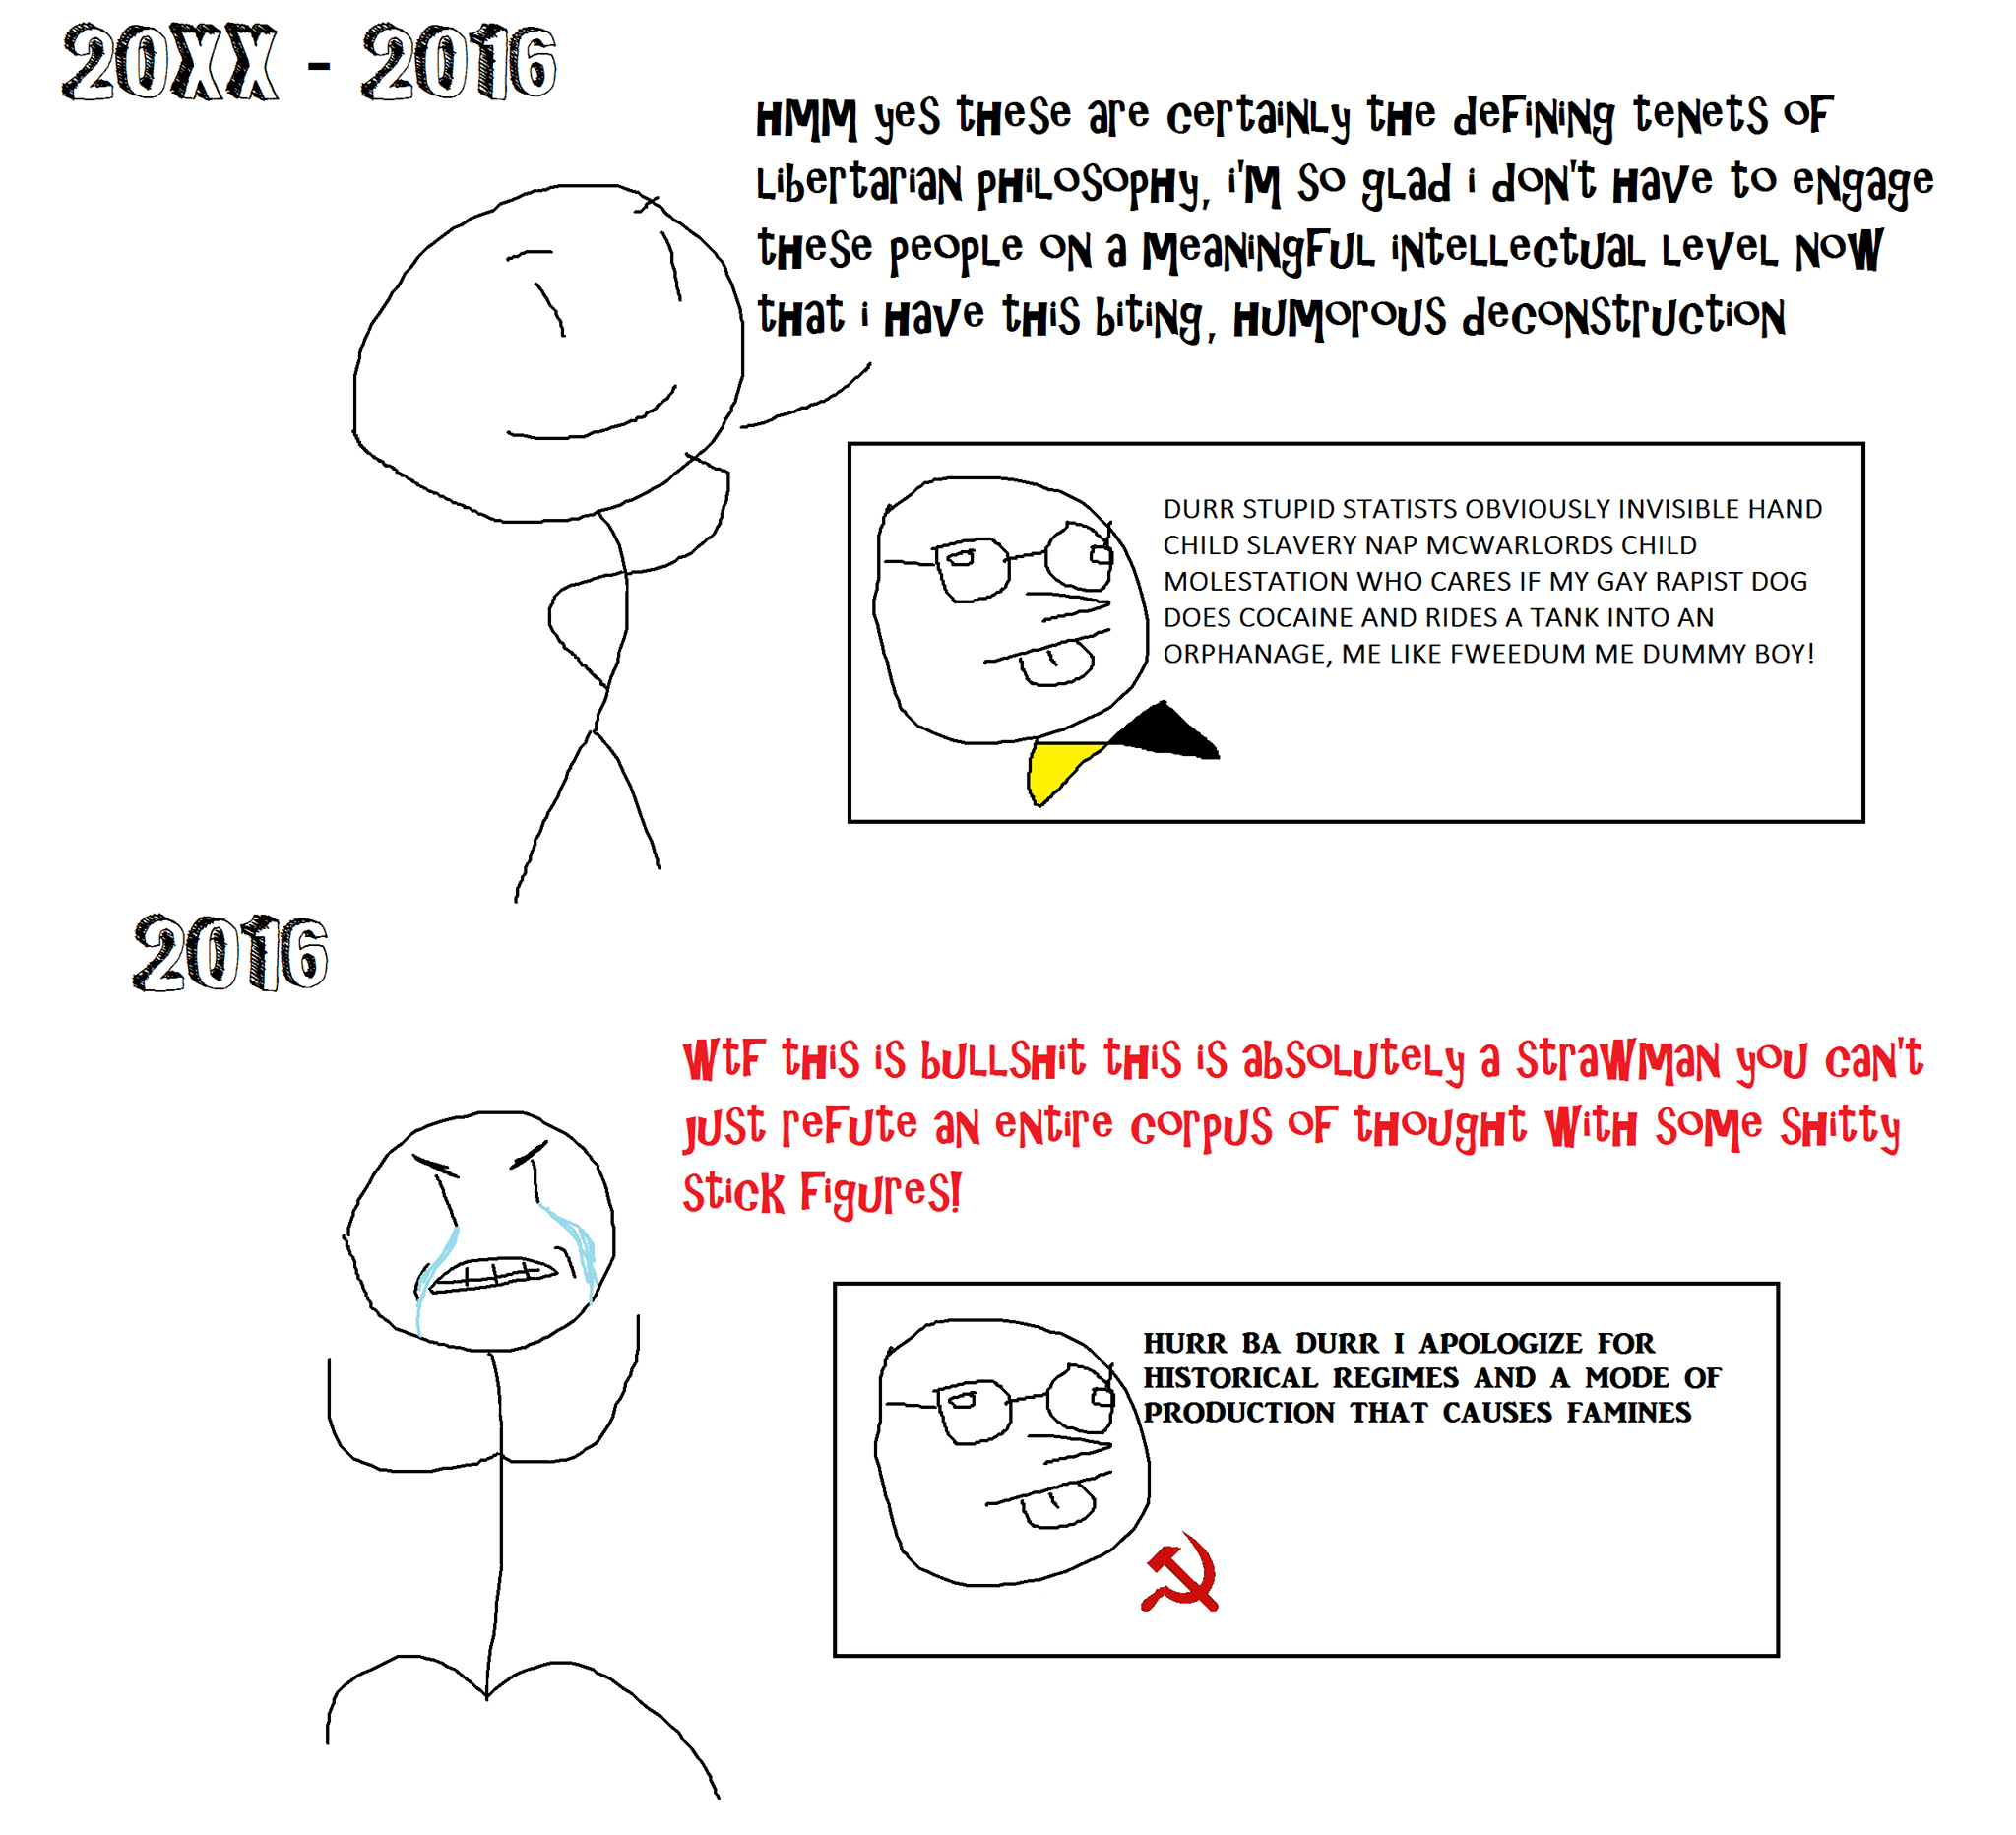 20XX - 2016
HMM yes these are certainly the defining tenets of
libertarian philosophy, i'm so glad i don't have to engage
these people on a meaningful intellectual level now
that i have this biting, humorous deconstruction
DURR STUPID STATISTS OBVIOUSLY INVISIBLE HAND
CHILD SLAVERY NAP MCWARLORDS CHILD
MOLESTATION WHO CARES IF MY GAY RAPIST DOG
DOES COCAINE AND RIDES A TANK INTO AN
ORPHANAGE, ME LIKE FWEEDUM ME DUMMY BOY!
2016
Wtf this is bullshit this is absolutely a strawman you can't
just refute an entire corpus of thought with some shitty
stick figures!
HURR BA DURR I APOLOGIZE FOR
HISTORICAL REGIMES AND A MODE OF
PRODUCTION THAT CAUSES FAMINES